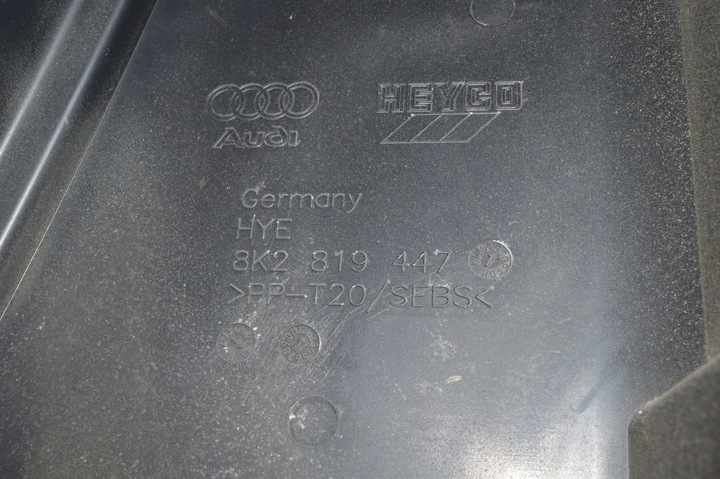 Audi HEYCO
Germany
HYE
8K2 819 447
>PP-T20/SEBS<